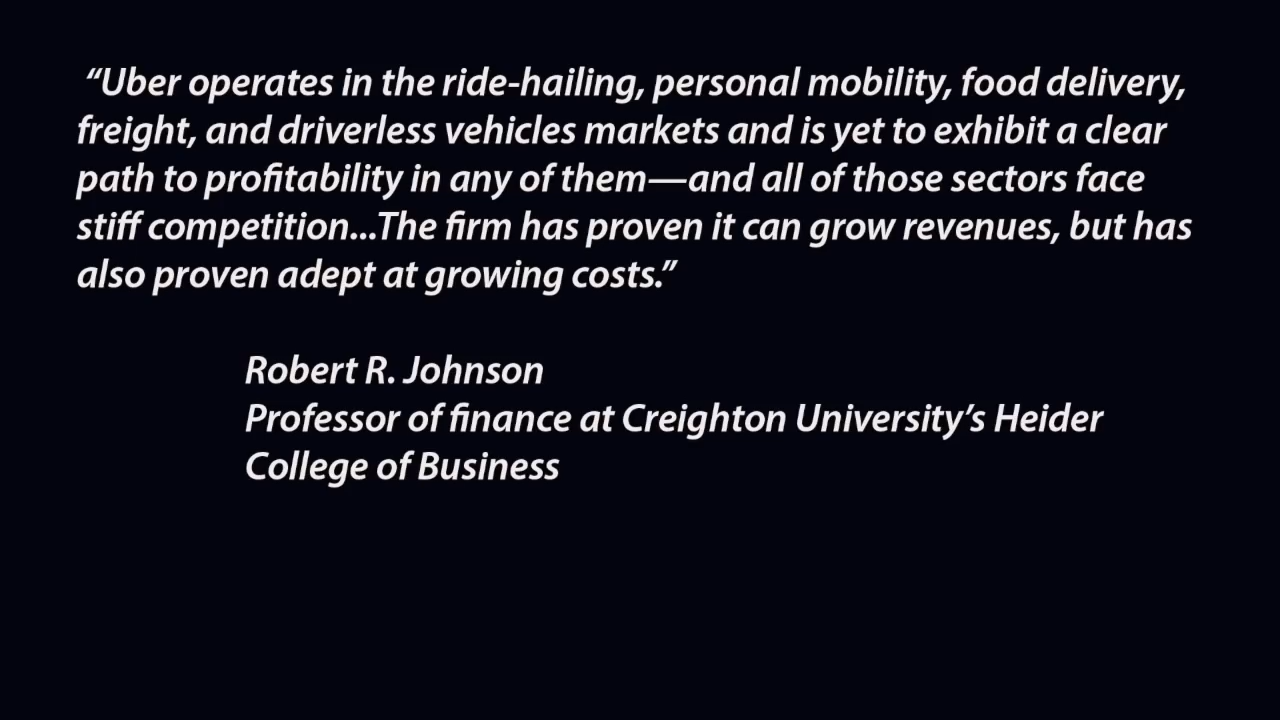 “Uber operates in the ride-hailing, personal mobility, food delivery,
freight, and driverless vehicles markets and is yet to exhibit a clear
path to profitability in any of them—and all of those sectors face
stiff competition...The firm has proven it can grow revenues, but has
also proven adept at growing costs.”
Robert R. Johnson
Professor of finance at Creighton University’s Heider
College of Business